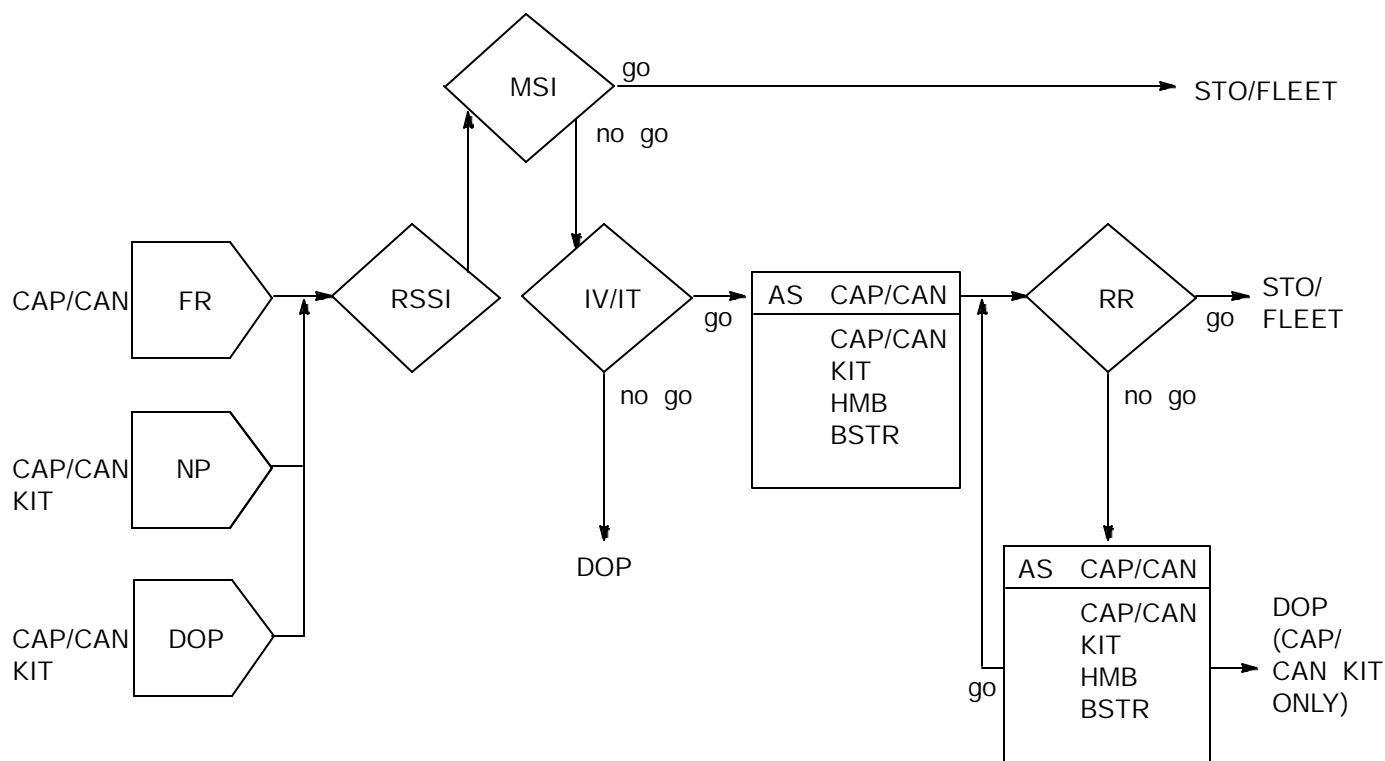 MSI
go
STO/FLEET
no go
CAP/CAN
FR
RSSI
IV/IT
go
AS CAP/CAN
CAP/CAN
KIT
HMB
BSTR
RR
go
STO/
FLEET
no go
no go
CAP/CAN
KIT
NP
DOP
CAP/CAN
KIT
DOP
AS CAP/CAN
CAP/CAN
KIT
HMB
BSTR
go
DOP
(CAP/
CAN KIT
ONLY)